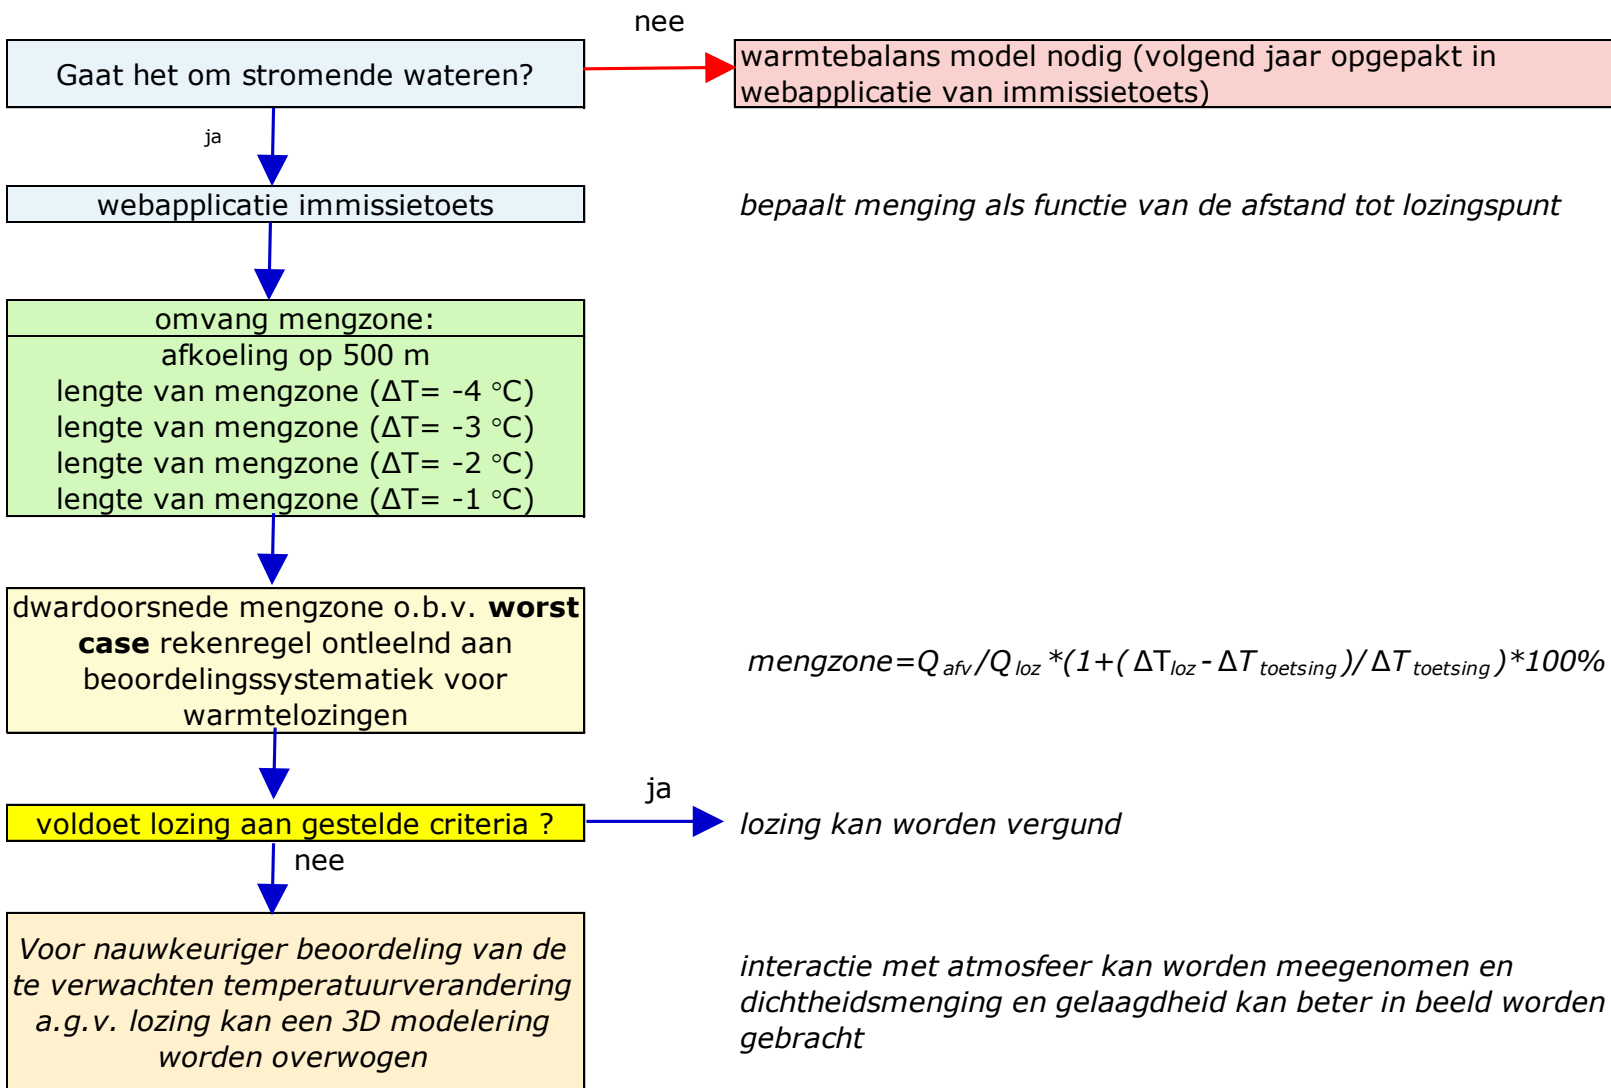 nee
Gaat het om stromende wateren?
warmtebalans model nodig (volgend jaar opgepakt in
webapplicatie van immissietoets)
ja
webapplicatie immissietoets
bepaalt menging als functie van de afstand tot lozingspunt
omvang mengzone:
afkoeling op 500 m
lengte van mengzone (ΔT= -4 °C)
lengte van mengzone (ΔT= -3 °C)
lengte van mengzone (ΔT= -2 °C)
lengte van mengzone (ΔT= -1 °C)
dwardoorsnede mengzone o.b.v. worst
case rekenregel ontleelnd aan
beoordelingssystematiek voor
warmtelozingen
mengzone=Q afv/Q loz *(1+( ΔTloz - ΔT toetsing)/ ΔT toetsing)*100%
voldoet lozing aan gestelde criteria ?
ja
lozing kan worden vergund
nee
Voor nauwkeuriger beoordeling van de
te verwachten temperatuurverandering
a.g.v. lozing kan een 3D modelering
worden overwogen
interactie met atmosfeer kan worden meegenomen en
dichtheidsmenging en gelaagdheid kan beter in beeld worden
gebracht